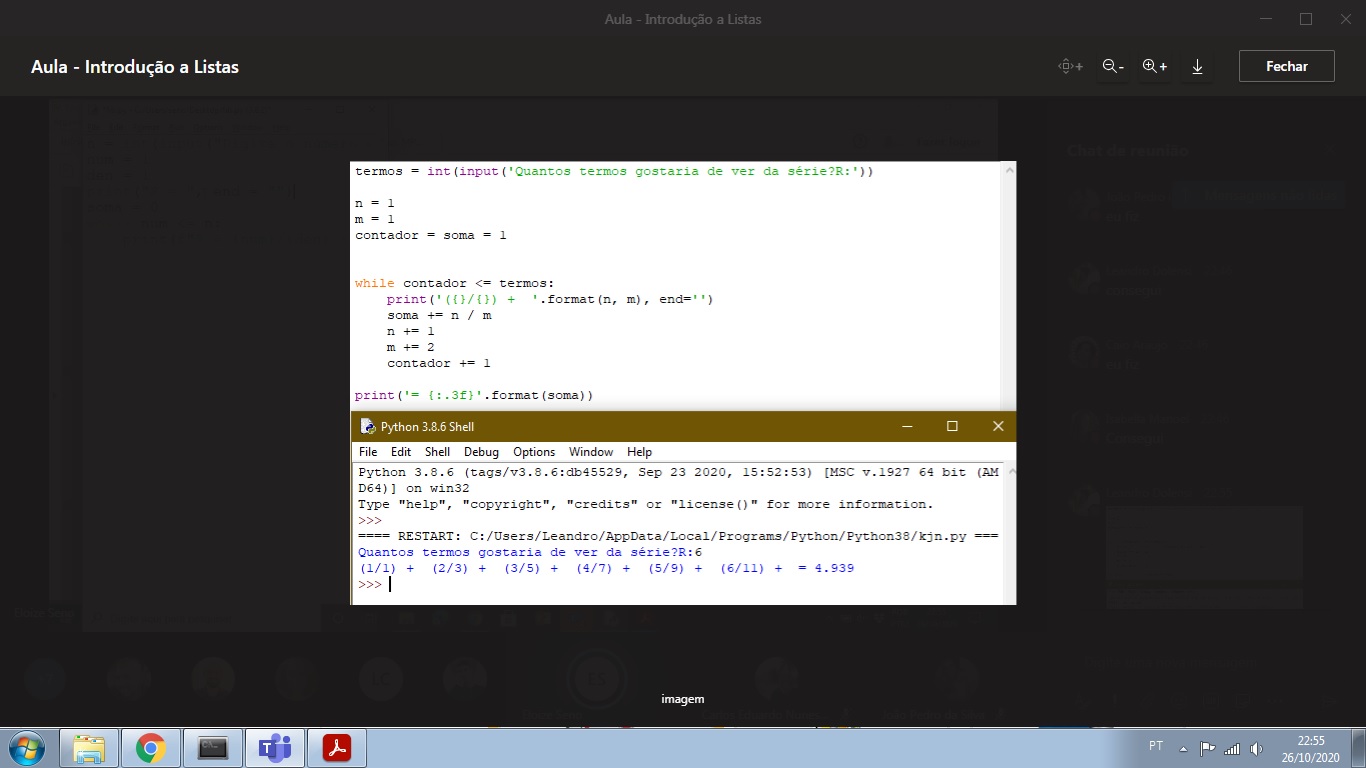 Aula - Introdução a Listas
Aula - Introdução a Listas
Fechar
termos = int(input('Quantos termos gostaria de ver da série?R:'))
n = 1
m = 1
contador = soma = 1
while contador <= termos:
    print('({}/{}) +  '.format(n, m), end='')
    soma += n / m
    n += 1
    m += 2
    contador += 1
print('= {:.3f}'.format(soma))
Python 3.8.6 Shell
File Edit Shell Debug Options Window Help
Python 3.8.6 (tags/v3.8.6:db45529, Sep 23 2020, 15:52:53) [MSC v.1927 64 bit (AM
D64)] on win32
Type "help", "copyright", "credits" or "license()" for more information.
>>>
==== RESTART: C:/Users/Leandro/AppData/Local/Programs/Python/Python38/kjn.py ===
Quantos termos gostaria de ver da série?R:6
(1/1) +  (2/3) +  (3/5) +  (4/7) +  (5/9) +  (6/11) +  = 4.939
>>>
imagem
PT
22:55
26/10/2020